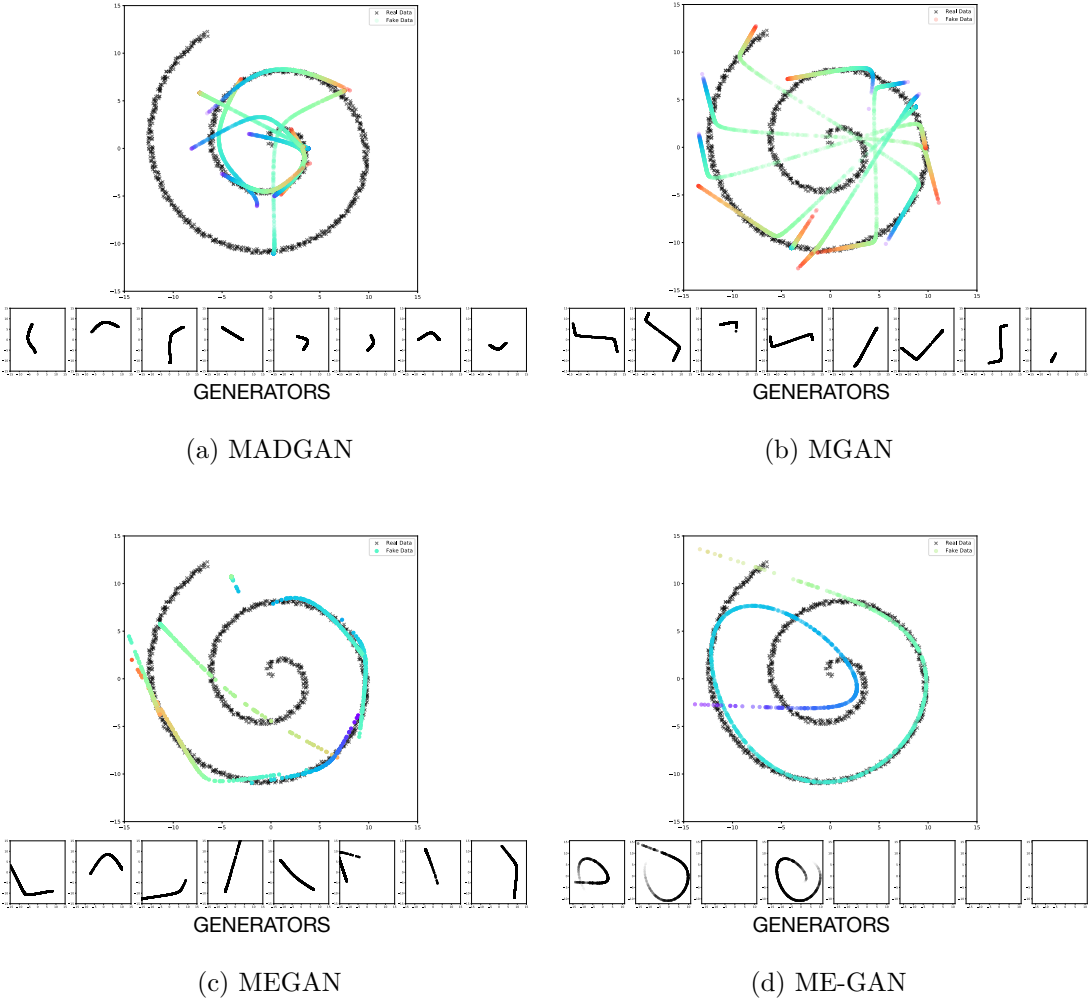 Real Data
Fake Data
15
10
5
0
−5
−10
−15
−15 −10 −5 0 5 10 15
GENERATORS
(a) MADGAN
Real Data
Fake Data
15
10
5
0
−5
−10
−15
−15 −10 −5 0 5 10 15
GENERATORS
(b) MGAN
Real Data
Fake Data
15
10
5
0
−5
−10
−15
−15 −10 −5 0 5 10 15
GENERATORS
(c) MEGAN
Real Data
Fake Data
15
10
5
0
−5
−10
−15
−15 −10 −5 0 5 10 15
GENERATORS
(d) ME-GAN